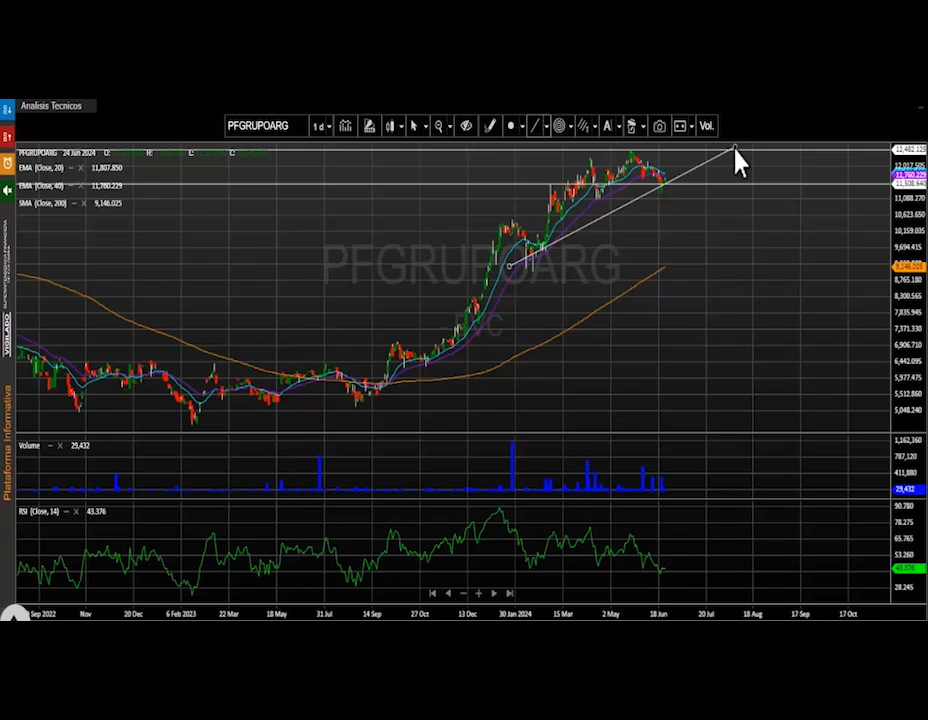 Analisis Tecnicos
PFGRUPOARG 1 d A Vol.
PFGRUPOARG 24 Jun 2024 O: H: L: C:
EMA (Close, 20) — X 11,807.850
EMA (Close, 40) — X 11,760.229
SMA (Close, 200) — X 9,146.025
PFGRUPOARG
12,482.125
12,017.505
11,760.229
11,508.640
11,088.270
10,623.650
10,159.035
9,694.415
9,146.025
8,765.180
8,300.565
7,835.945
7,371.330
6,906.710
6,442.095
5,977.475
5,512.860
5,048.240
Volume — X 29,432
1,162,360
787,120
411,880
29,432
RSI (Close, 14) — X 43.376
90.780
78.275
65.765
53.260
43.376
28.245
Sep 2022 Nov 20 Dec 6 Feb 2023 22 Mar 18 May 31 Jul 14 Sep 27 Oct 13 Dec 30 Jan 2024 15 Mar 2 May 18 Jun 20 Jul 18 Aug 17 Sep 17 Oct
VIGILADO
Plataforma Informativa